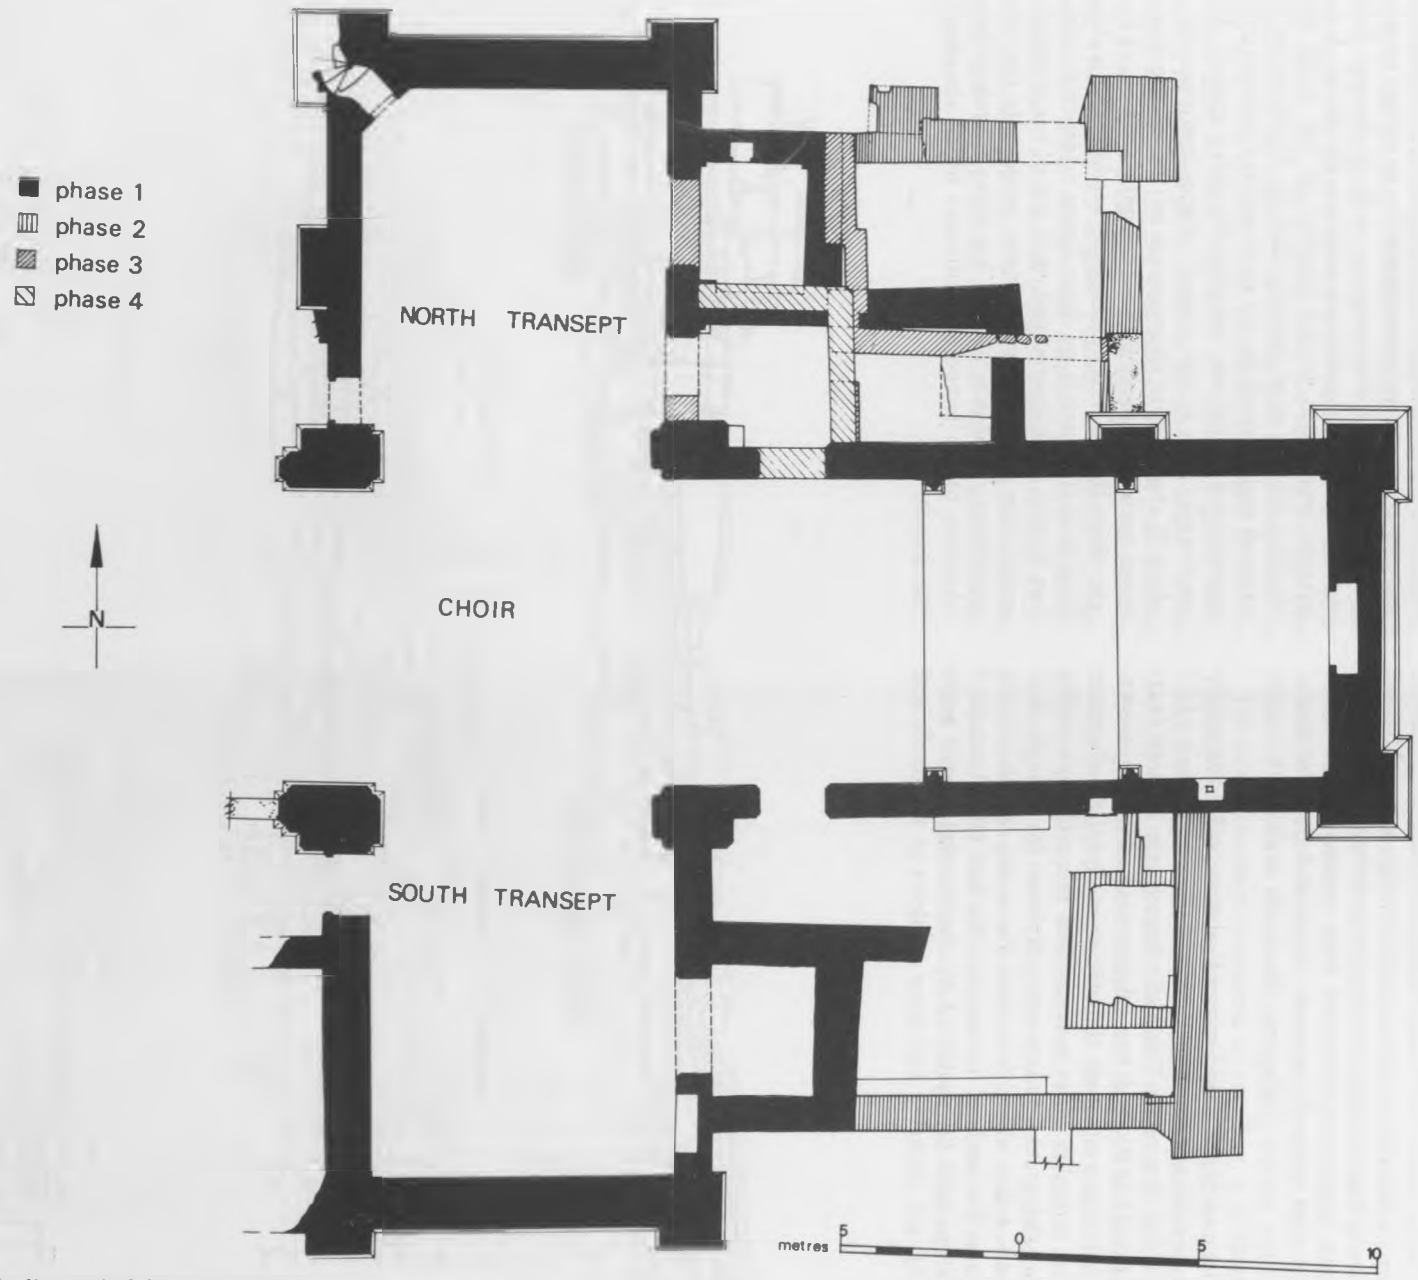 phase 1
phase 2
phase 3
phase 4
NORTH TRANSEPT
N
CHOIR
SOUTH TRANSEPT
metres 5 0 5 10